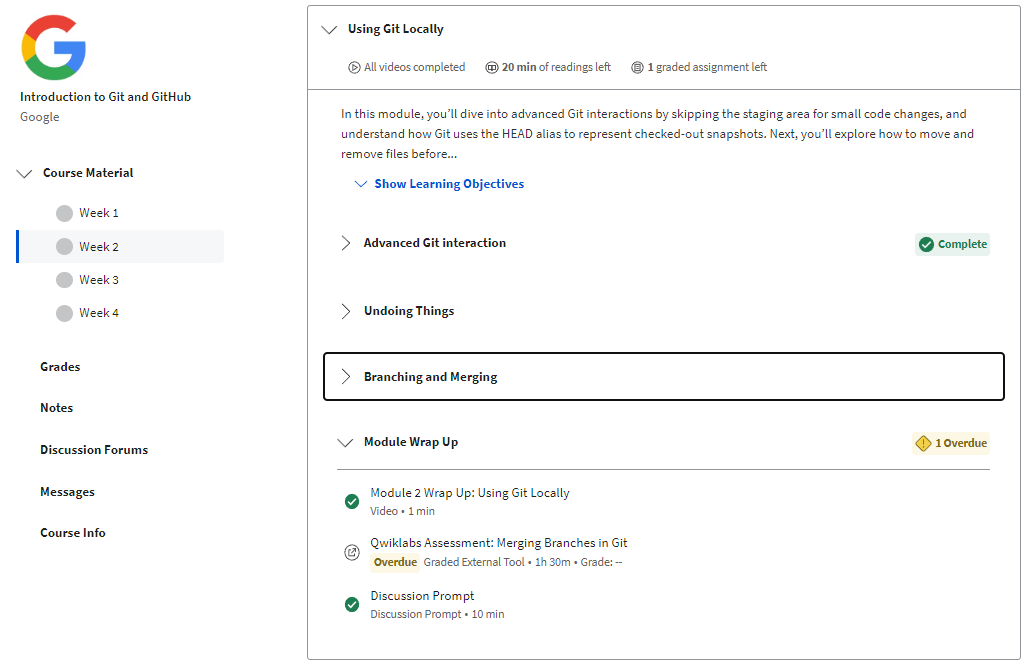 Introduction to Git and GitHub
Google
Course Material
Week 1
Week 2
Week 3
Week 4
Grades
Notes
Discussion Forums
Messages
Course Info
Using Git Locally
All videos completed 20 min of readings left 1 graded assignment left
In this module, you’ll dive into advanced Git interactions by skipping the staging area for small code changes, and
understand how Git uses the HEAD alias to represent checked-out snapshots. Next, you’ll explore how to move and
remove files before...
Show Learning Objectives
Advanced Git interaction Complete
Undoing Things
Branching and Merging
Module Wrap Up 1 Overdue
Module 2 Wrap Up: Using Git Locally
Video • 1 min
Qwiklabs Assessment: Merging Branches in Git
Overdue Graded External Tool • 1h 30m • Grade: --
Discussion Prompt
Discussion Prompt • 10 min